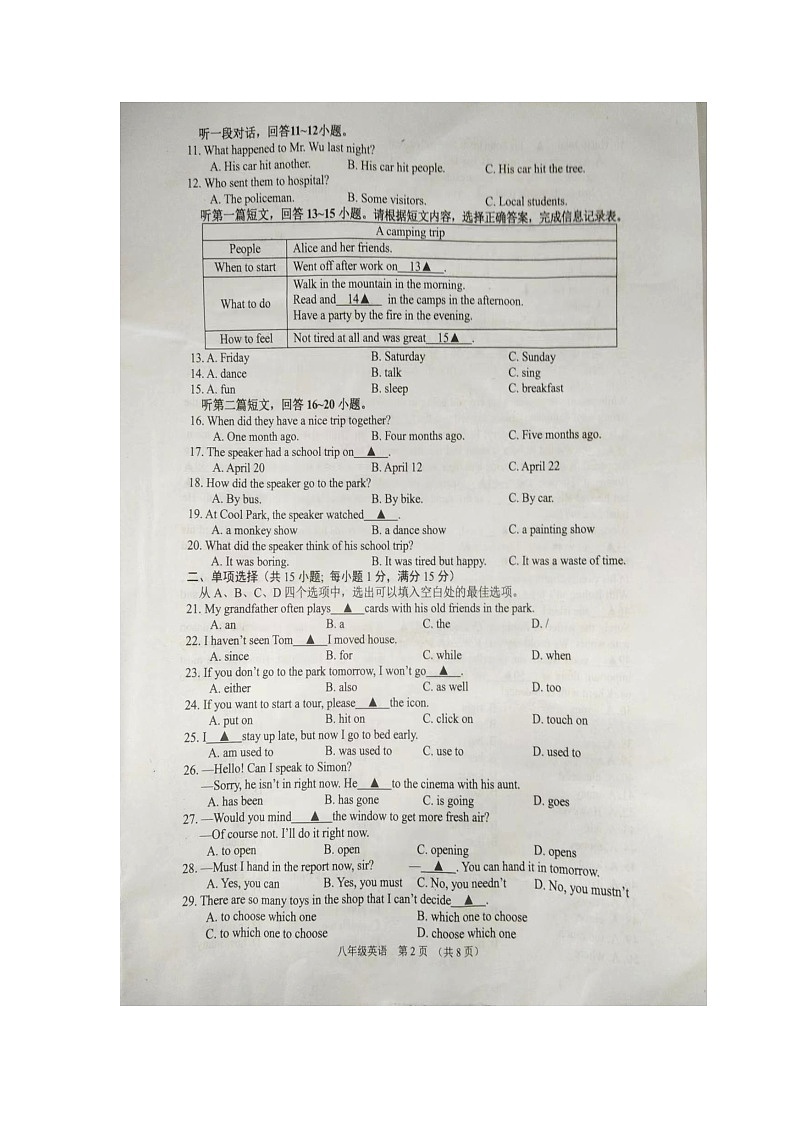 听一段对话，回答11~12小题。
11. What happened to Mr. Wu last night?
A. His car hit another. B. His car hit people. C. His car hit the tree.
12. Who sent them to hospital?
A. The policeman. B. Some visitors. C. Local students.
听第一篇短文，回答 13~15 小题。请根据短文内容，选择正确答案，完成信息记录表。
A camping trip
People Alice and her friends.
When to start Went off after work on 13▲ .
What to do Walk in the mountain in the morning.
Read and 14▲ in the camps in the afternoon.
Have a party by the fire in the evening.
How to feel Not tired at all and was great 15▲ .
13. A. Friday B. Saturday C. Sunday
14. A. dance B. talk C. sing
15. A. fun B. sleep C. breakfast
听第二篇短文，回答 16~20 小题。
16. When did they have a nice trip together?
A. One month ago. B. Four months ago. C. Five months ago.
17. The speaker had a school trip on ▲ .
A. April 20 B. April 12 C. April 22
18. How did the speaker go to the park?
A. By bus. B. By bike. C. By car.
19. At Cool Park, the speaker watched ▲ .
A. a monkey show B. a dance show C. a painting show
20. What did the speaker think of his school trip?
A. It was boring. B. It was tired but happy. C. It was a waste of time.
二、单项选择（共 15 小题; 每小题 1 分，满分 15 分）
从 A、B、C、D 四个选项中，选出可以填入空白处的最佳选项。
21. My grandfather often plays ▲ cards with his old friends in the park.
A. an B. a C. the D. /
22. I haven't seen Tom ▲ I moved house.
A. since B. for C. while D. when
23. If you don't go to the park tomorrow, I won't go ▲ .
A. either B. also C. as well D. too
24. If you want to start a tour, please ▲ the icon.
A. put on B. hit on C. click on D. touch on
25. I ▲ stay up late, but now I go to bed early.
A. am used to B. was used to C. use to D. used to
26. —Hello! Can I speak to Simon?
—Sorry, he isn't in right now. He ▲ to the cinema with his aunt.
A. has been B. has gone C. is going D. goes
27. —Would you mind ▲ the window to get more fresh air?
—Of course not. I'll do it right now.
A. to open B. open C. opening D. opens
28. —Must I hand in the report now, sir? — ▲ . You can hand it in tomorrow.
A. Yes, you can B. Yes, you must C. No, you needn't D. No, you mustn't
29. There are so many toys in the shop that I can't decide ▲ .
A. to choose which one B. which one to choose
C. to which one to choose D. choose which one
八年级英语 第 2 页 （共 8 页）